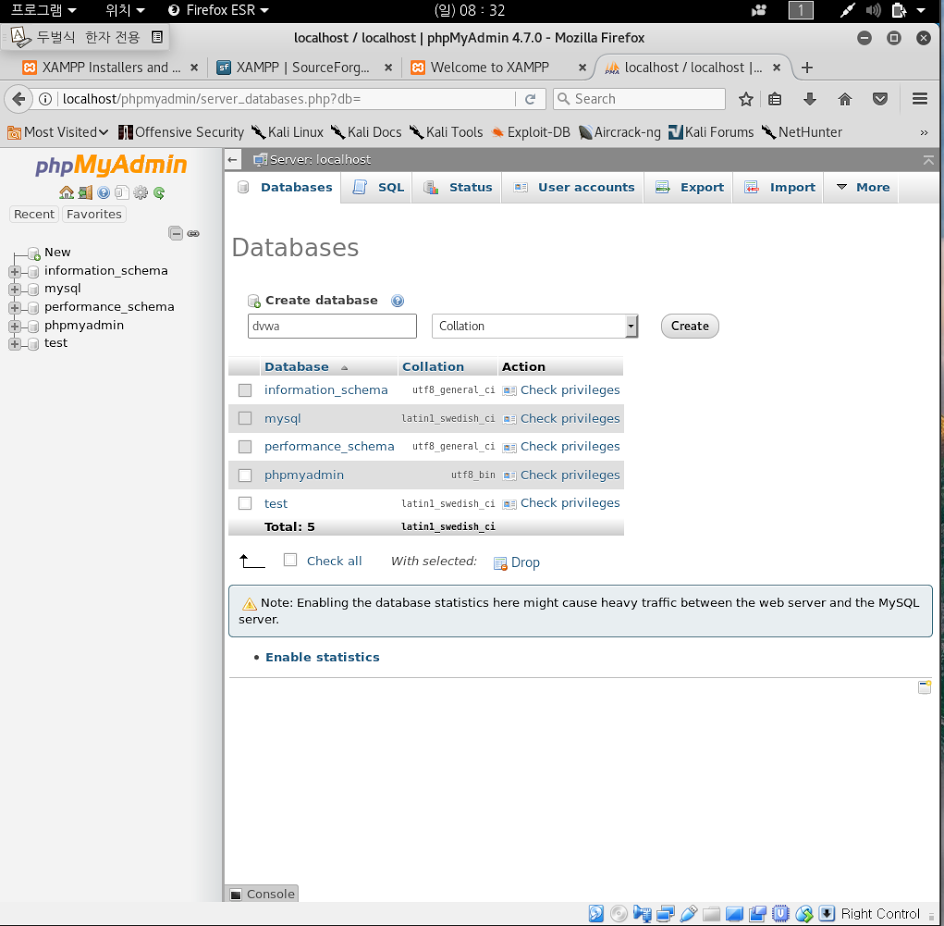 프로그램 위치 Firefox ESR (일) 08 : 32 1
두벌식 한자 전용 localhost / localhost | phpMyAdmin 4.7.0 - Mozilla Firefox
XAMPP Installers and ... XAMPP | SourceForg... Welcome to XAMPP localhost / localhost |...
localhost/phpmyadmin/server_databases.php?db= Search
Most Visited Offensive Security Kali Linux Kali Docs Kali Tools Exploit-DB Aircrack-ng Kali Forums NetHunter »
phpMyAdmin
Recent Favorites
New
information_schema
mysql
performance_schema
phpmyadmin
test
Server: localhost
Databases SQL Status User accounts Export Import More
Databases
Create database
dvwa Collation Create
Database Collation Action
information_schema utf8_general_ci Check privileges
mysql latin1_swedish_ci Check privileges
performance_schema utf8_general_ci Check privileges
phpmyadmin utf8_bin Check privileges
test latin1_swedish_ci Check privileges
Total: 5 latin1_swedish_ci
Check all With selected: Drop
Note: Enabling the database statistics here might cause heavy traffic between the web server and the MySQL
server.
• Enable statistics
Console
Right Control